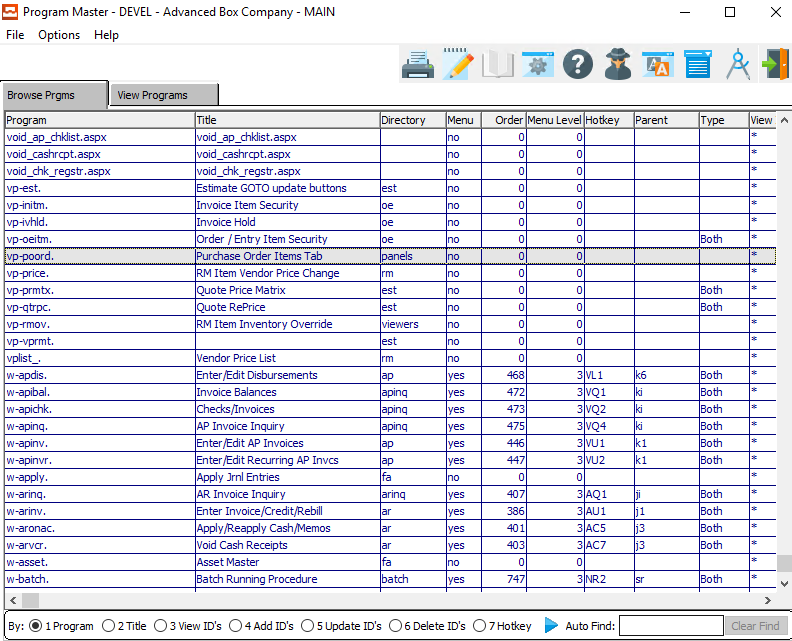 Program Master - DEVEL - Advanced Box Company - MAIN
File Options Help
Browse Prgms View Programs
Program Title Directory Menu Order Menu Level Hotkey Parent Type View
void_ap_chklist.aspx void_ap_chklist.aspx no 0 0 *
void_cashrcpt.aspx void_cashrcpt.aspx no 0 0 *
void_chk_regstr.aspx void_chk_regstr.aspx no 0 0 *
vp-est. Estimate GOTO update buttons est no 0 0 *
vp-initm. Invoice Item Security oe no 0 0 *
vp-ivhld. Invoice Hold oe no 0 0 *
vp-oeitm. Order / Entry Item Security oe no 0 0 Both *
vp-poord. Purchase Order Items Tab panels no 0 0 *
vp-price. RM Item Vendor Price Change rm no 0 0 *
vp-prmtx. Quote Price Matrix est no 0 0 Both *
vp-qtrpc. Quote RePrice est no 0 0 Both *
vp-rmov. RM Item Inventory Override viewers no 0 0 *
vp-vprmt. est no 0 0 *
vplist_. Vendor Price List rm no 0 0 *
w-apdis. Enter/Edit Disbursements ap yes 468 3 VL1 k6 Both *
w-apibal. Invoice Balances apinq yes 472 3 VQ1 ki Both *
w-apichk. Checks/Invoices apinq yes 473 3 VQ2 ki Both *
w-apinq. AP Invoice Inquiry apinq yes 475 3 VQ4 ki Both *
w-apinv. Enter/Edit AP Invoices ap yes 446 3 VU1 k1 Both *
w-apinvr. Enter/Edit Recurring AP Invcs ap yes 447 3 VU2 k1 Both *
w-apply. Apply Jrnl Entries fa no 0 0 *
w-arinq. AR Invoice Inquiry arinq yes 407 3 AQ1 ji Both *
w-arinv. Enter Invoice/Credit/Rebill ar yes 386 3 AU1 j1 Both *
w-aronac. Apply/Reapply Cash/Memos ar yes 401 3 AC5 j3 Both *
w-arvcr. Void Cash Receipts ar yes 403 3 AC7 j3 Both *
w-asset. Asset Master fa no 0 0 *
w-batch. Batch Running Procedure batch yes 747 3 NR2 sr Both *
By: 1 Program 2 Title 3 View ID's 4 Add ID's 5 Update ID's 6 Delete ID's 7 Hotkey Auto Find: Clear Find